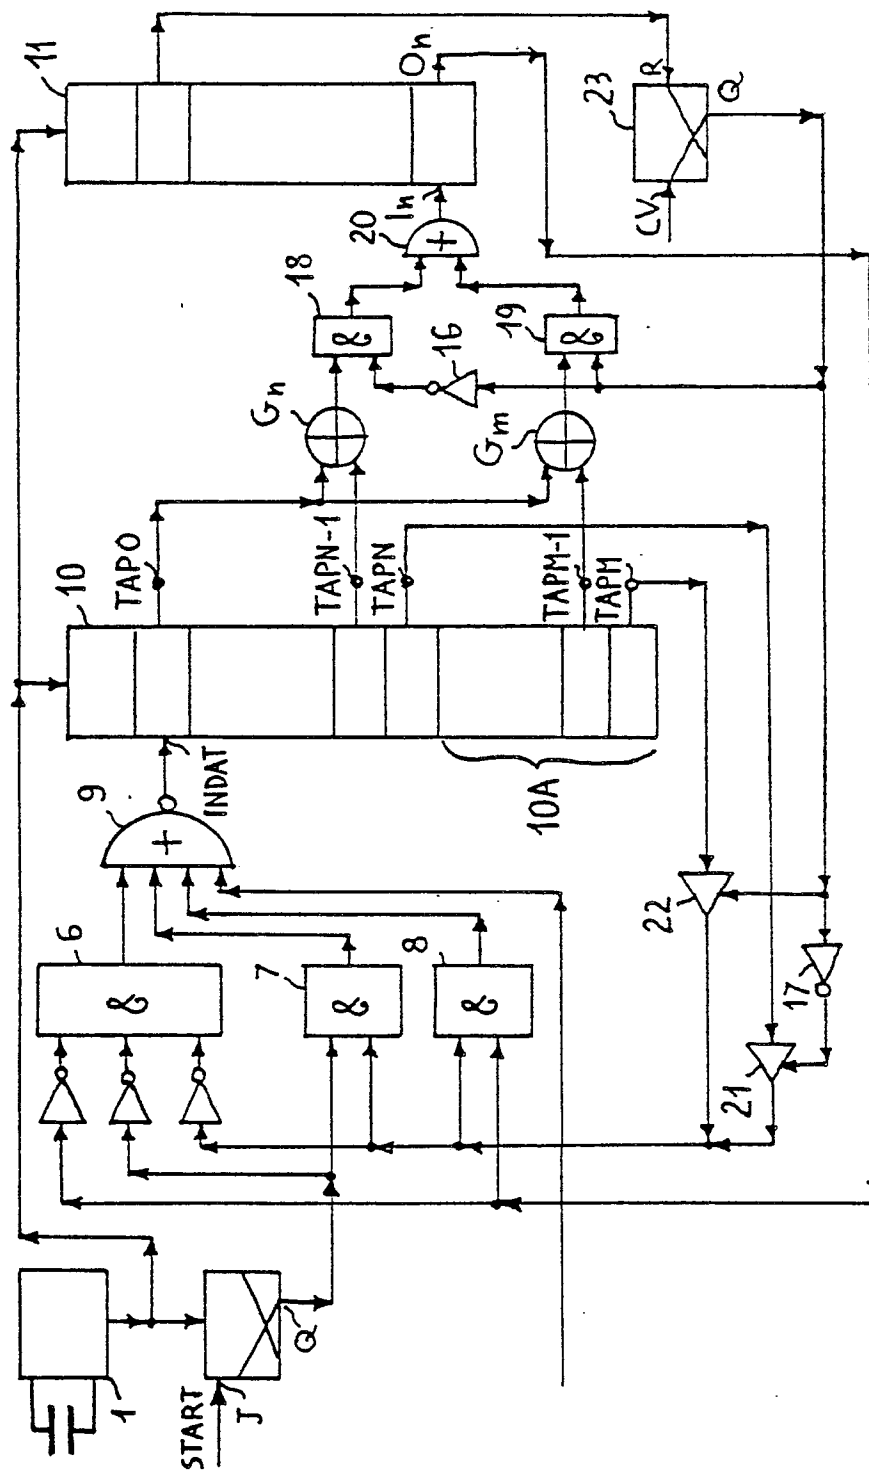 11
10
6
&
9
+
1
TAPO
START
INDAT
J
Gn
18
Q
7
&
TAPN-1
20
+
In
TAPN
On
8
&
16
Gm
19
&
10A
TAPM-1
TAPM
23
CV
R
22
Q
21
17